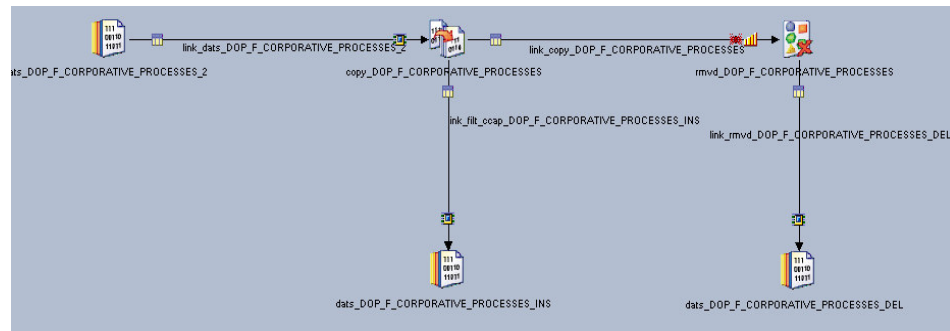 link_dats_DOP_F_CORPORATIVE_PROCESSES_2
link_copy_DOP_F_CORPORATIVE_PROCESSES
ats_DOP_F_CORPORATIVE_PROCESSES_2
copy_DOP_F_CORPORATIVE_PROCESSES
rmvd_DOP_F_CORPORATIVE_PROCESSES
ink_filt_ccap_DOP_F_CORPORATIVE_PROCESSES_INS
link_rmvd_DOP_F_CORPORATIVE_PROCESSES_DEL
dats_DOP_F_CORPORATIVE_PROCESSES_INS
dats_DOP_F_CORPORATIVE_PROCESSES_DEL